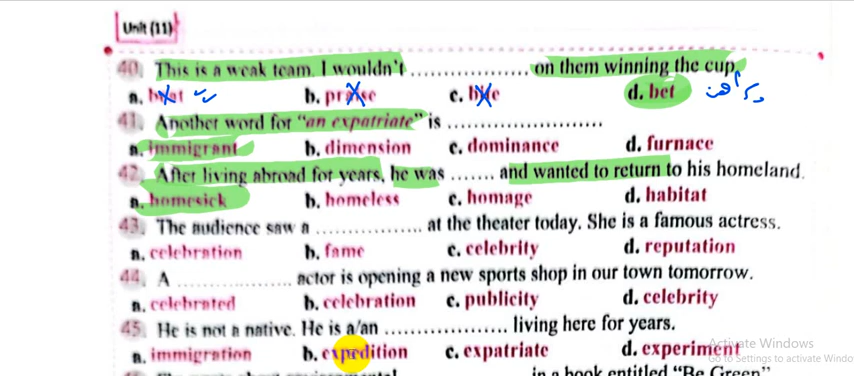 Unit (11)
40. This is a weak team. I wouldn't .................... on them winning the cup.
a. b at b. pra se c. b e d. bet
41. Another word for "an expatriate" is ..........................
a. immigrant b. dimension c. dominance d. furnace
42. After living abroad for years, he was ....... and wanted to return to his homeland.
a. homesick b. homeless c. homage d. habitat
43. The audience saw a .................. at the theater today. She is a famous actress.
a. celebration b. fame c. celebrity d. reputation
44. A .................... actor is opening a new sports shop in our town tomorrow.
a. celebrated b. celebration c. publicity d. celebrity
45. He is not a native. He is a/an .................... living here for years.
a. immigration b. expedition c. expatriate d. experiment
in a book entitled "Be Green"
Activate Windows
Go to Settings to activate Windo